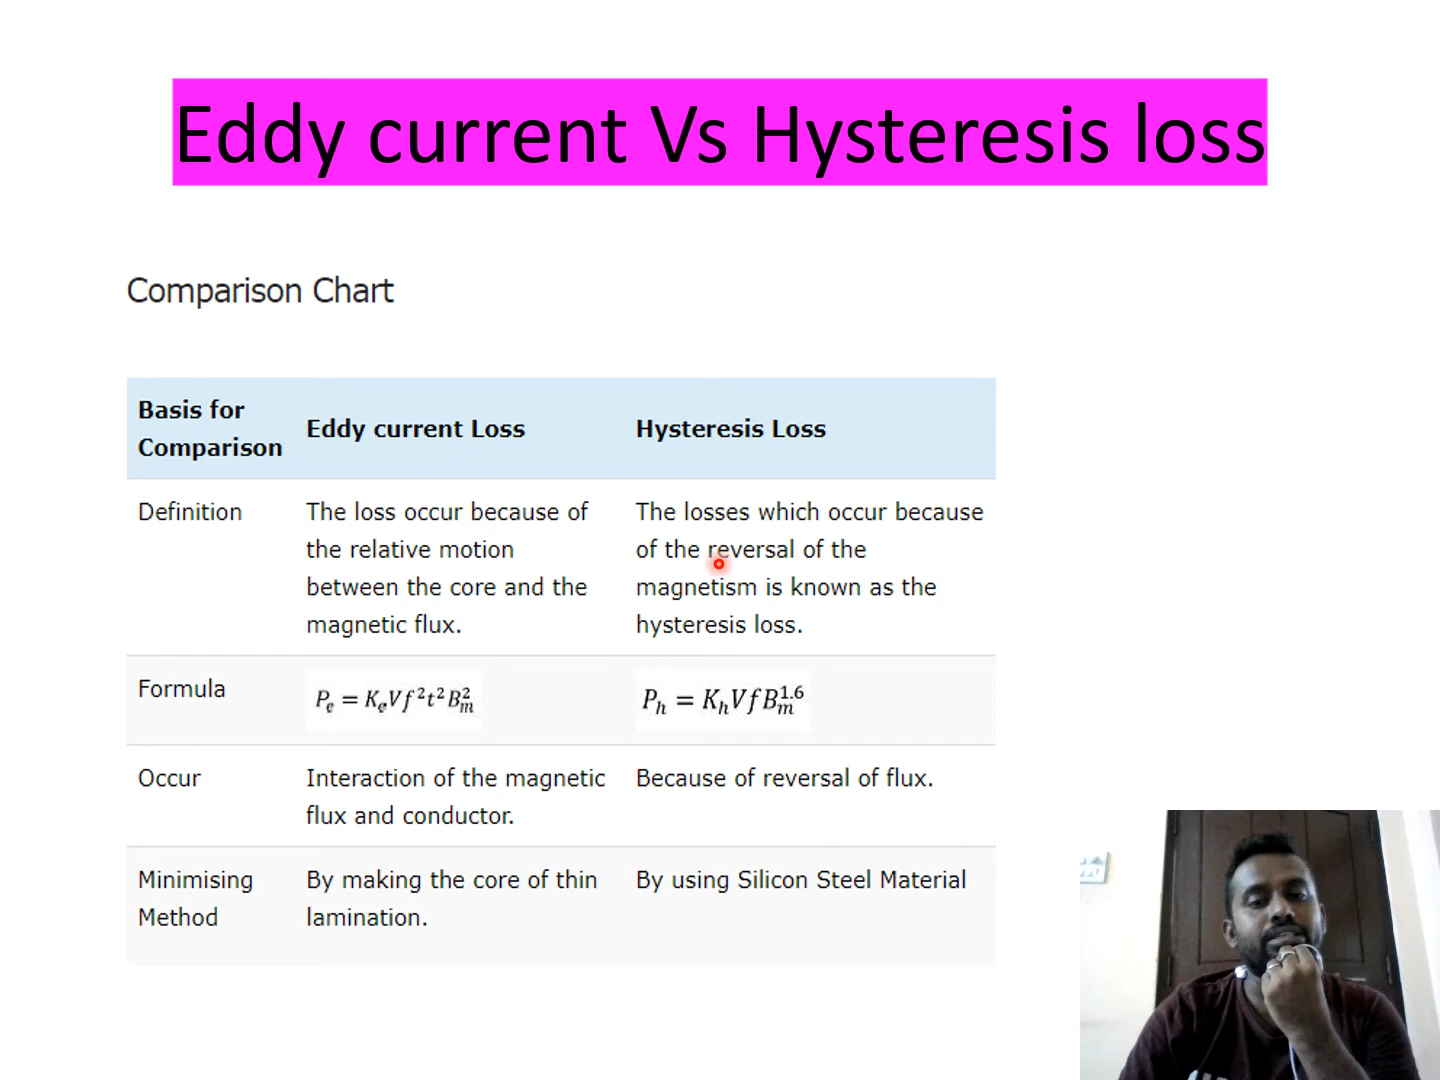 Eddy current Vs Hysteresis loss
Comparison Chart
Basis for
Comparison
Eddy current Loss
Hysteresis Loss
Definition
The loss occur because of
the relative motion
between the core and the
magnetic flux.
The losses which occur because
of the reversal of the
magnetism is known as the
hysteresis loss.
Formula
Pₑ = KₑVf²t²Bₘ²
Pₕ = KₕVfBₘ¹·⁶
Occur
Interaction of the magnetic
flux and conductor.
Because of reversal of flux.
Minimising
Method
By making the core of thin
lamination.
By using Silicon Steel Material